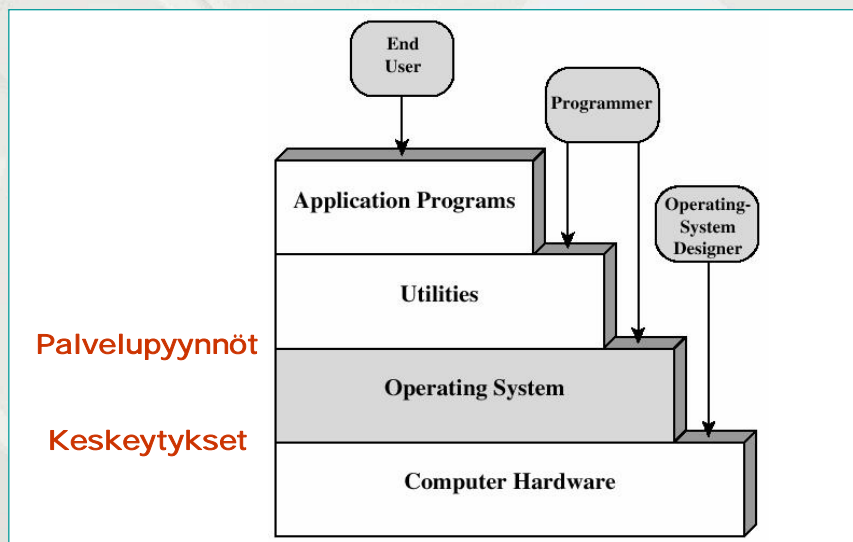 End
User
Programmer
Application Programs
Operating-
System
Designer
Utilities
Palvelupyynnöt
Operating System
Keskeytykset
Computer Hardware